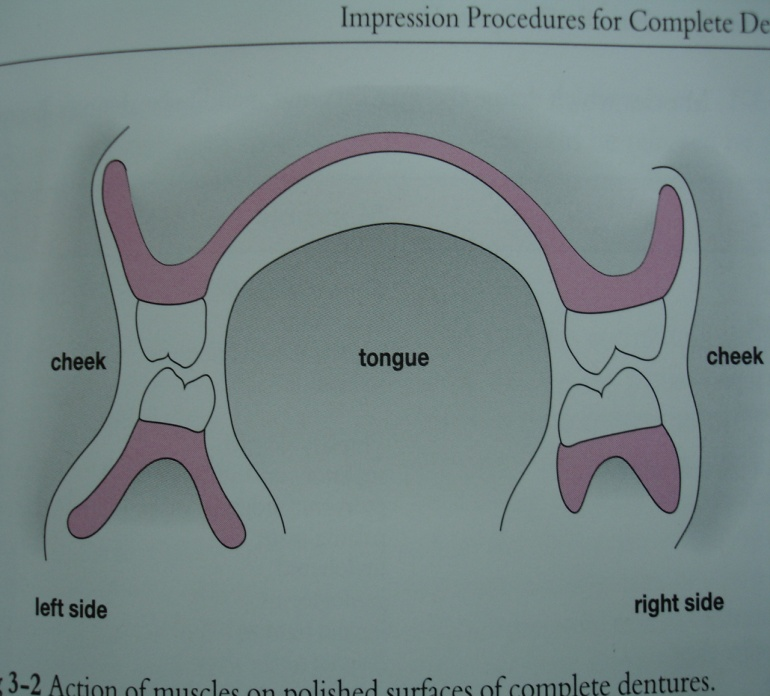 Impression Procedures for Complete De
cheek
tongue
cheek
left side
right side
3-2 Action of muscles on polished surfaces of complete dentures.